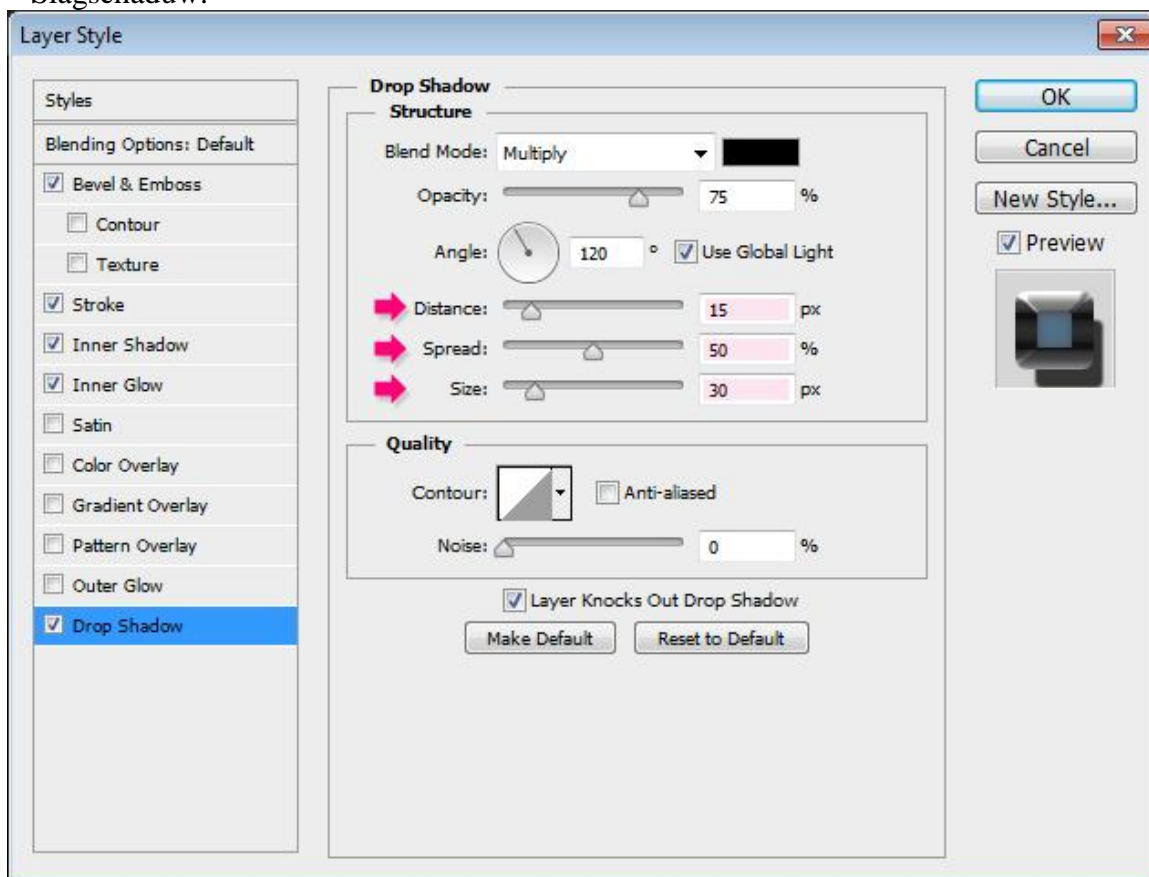 Slagschaduw:
Layer Style
Styles
Blending Options: Default
Bevel & Emboss
Contour
Texture
Stroke
Inner Shadow
Inner Glow
Satin
Color Overlay
Gradient Overlay
Pattern Overlay
Outer Glow
Drop Shadow
Drop Shadow
Structure
Blend Mode: Multiply
Opacity: 75 %
Angle: 120 ° Use Global Light
Distance: 15 px
Spread: 50 %
Size: 30 px
Quality
Contour: Anti-aliased
Noise: 0 %
Layer Knocks Out Drop Shadow
Make Default Reset to Default
OK
Cancel
New Style...
Preview